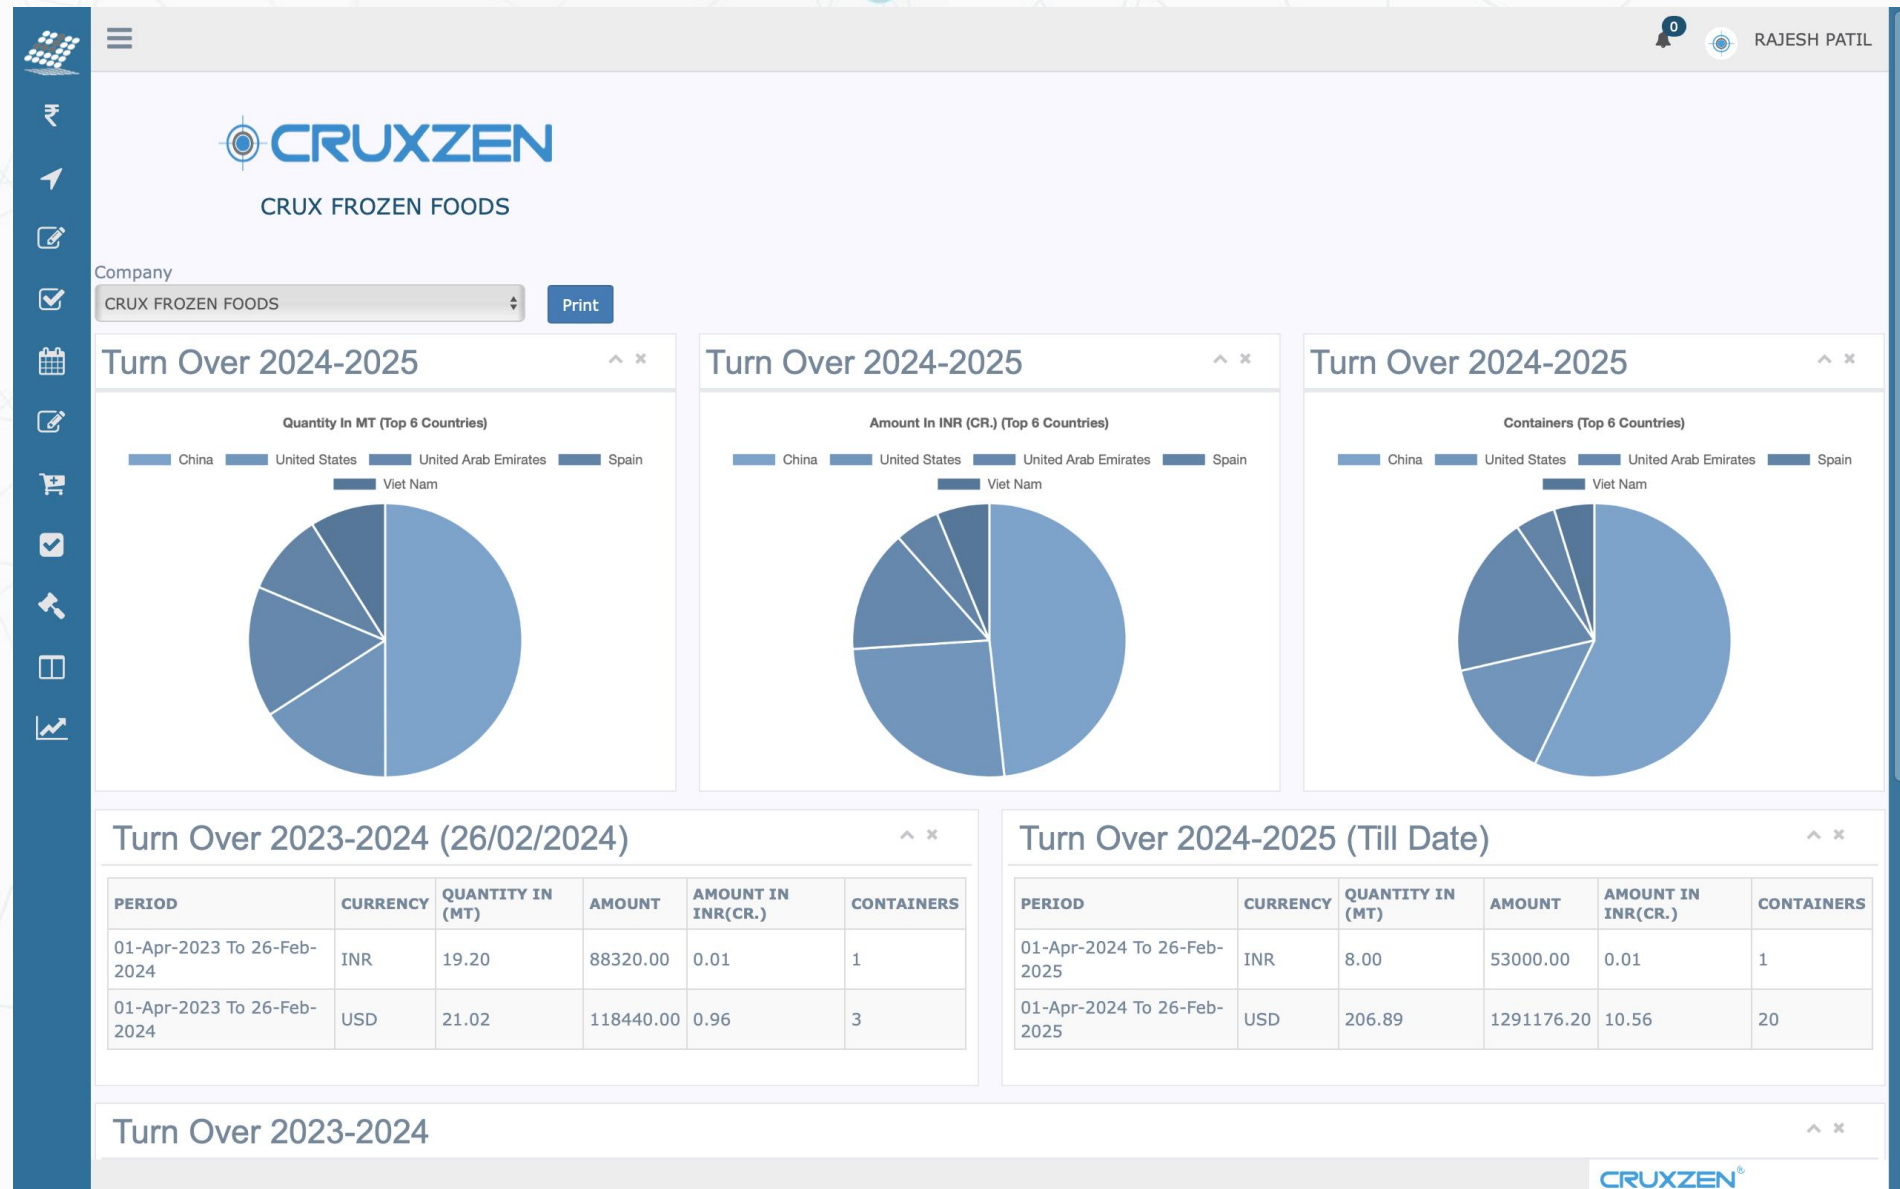 0
RAJESH PATIL
CRUXZEN
CRUX FROZEN FOODS
Company
CRUX FROZEN FOODS
Print
Turn Over 2024-2025
Quantity In MT (Top 6 Countries)
China United States United Arab Emirates Spain
Viet Nam
Turn Over 2024-2025
Amount In INR (CR.) (Top 6 Countries)
China United States United Arab Emirates Spain
Viet Nam
Turn Over 2024-2025
Containers (Top 6 Countries)
China United States United Arab Emirates Spain
Viet Nam
Turn Over 2023-2024 (26/02/2024)
PERIOD CURRENCY QUANTITY IN (MT) AMOUNT AMOUNT IN INR(CR.) CONTAINERS
01-Apr-2023 To 26-Feb-2024 INR 19.20 88320.00 0.01 1
01-Apr-2023 To 26-Feb-2024 USD 21.02 118440.00 0.96 3
Turn Over 2024-2025 (Till Date)
PERIOD CURRENCY QUANTITY IN (MT) AMOUNT AMOUNT IN INR(CR.) CONTAINERS
01-Apr-2024 To 26-Feb-2025 INR 8.00 53000.00 0.01 1
01-Apr-2024 To 26-Feb-2025 USD 206.89 1291176.20 10.56 20
Turn Over 2023-2024
CRUXZEN®